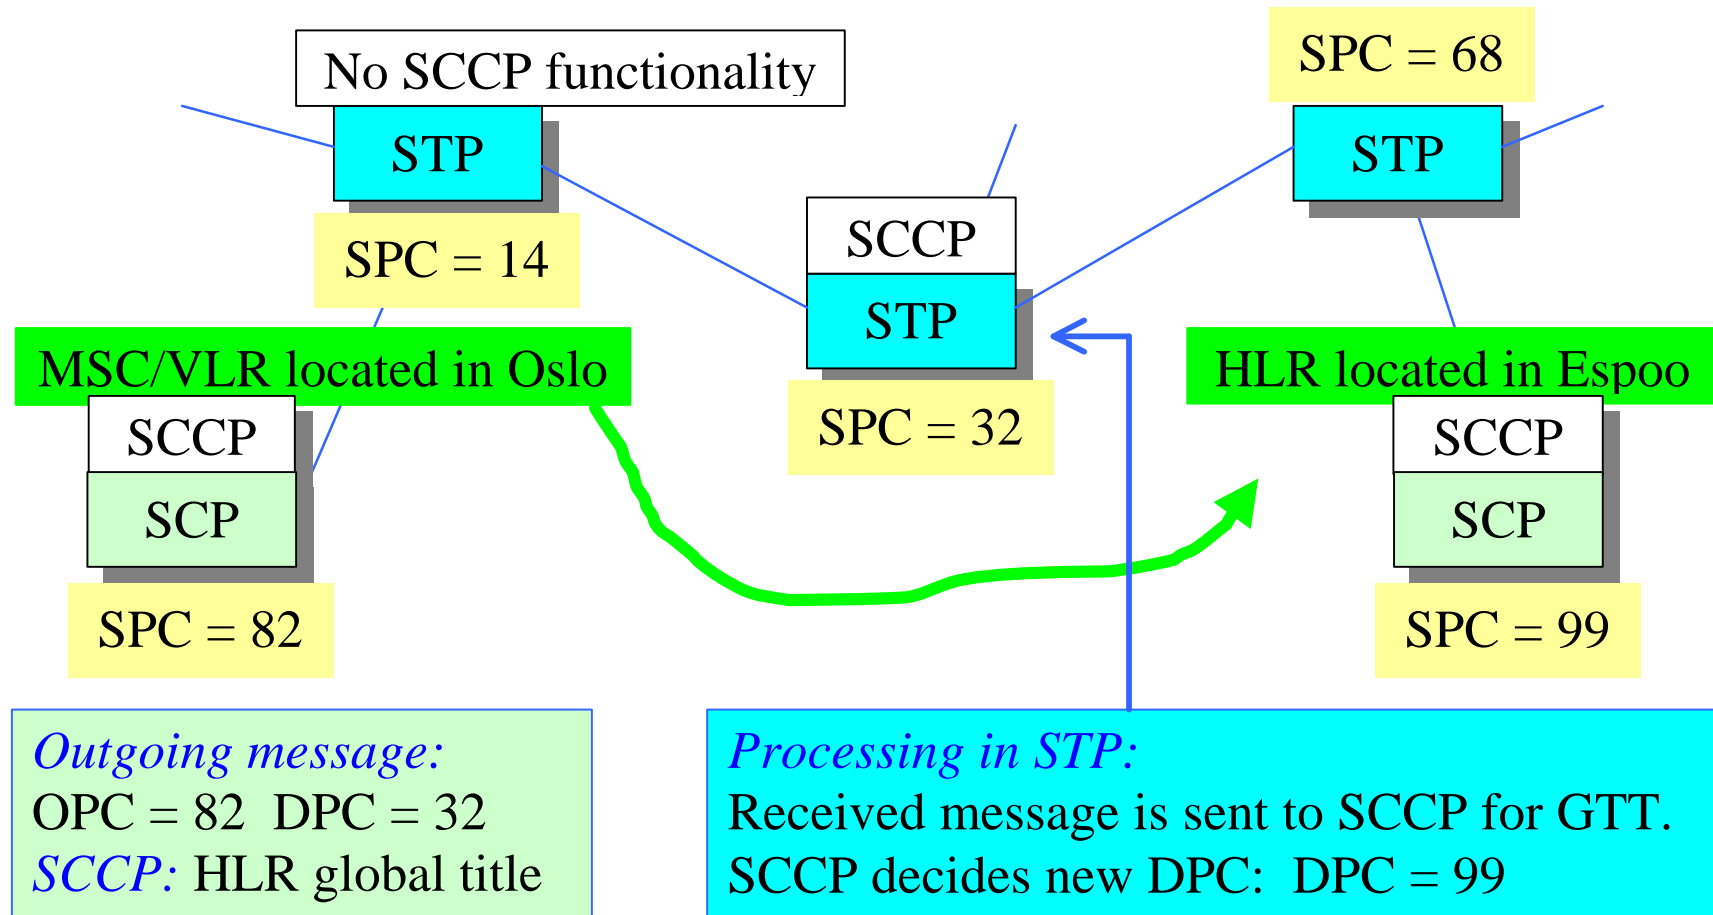 SPC = 68
No SCCP functionality
STP
STP
SCCP
SPC = 14
STP
MSC/VLR located in Oslo
HLR located in Espoo
SCCP
SPC = 32
SCCP
SCP
SCP
SPC = 82
SPC = 99
Outgoing message:
OPC = 82 DPC = 32
SCCP: HLR global title
Processing in STP:
Received message is sent to SCCP for GTT.
SCCP decides new DPC: DPC = 99